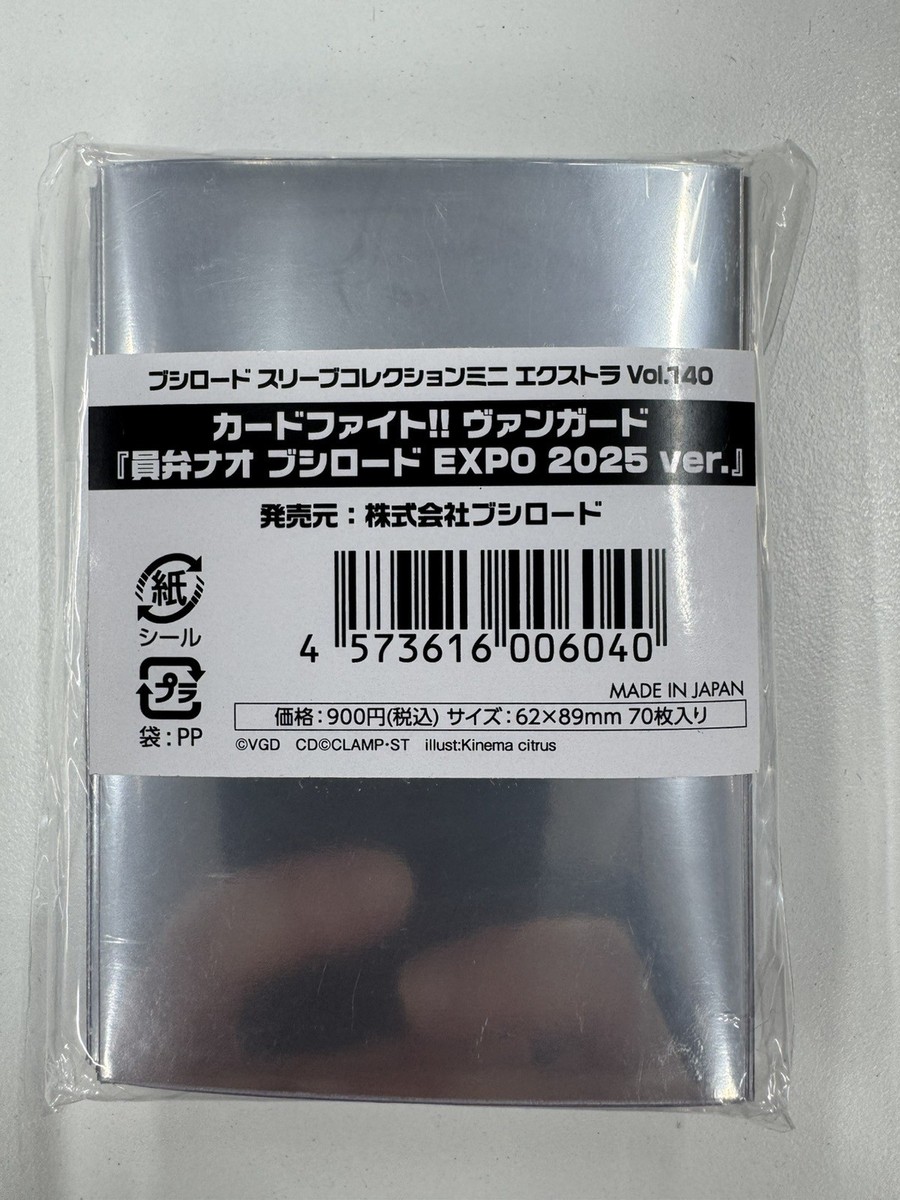 ブシロード スリーブコレクションミニ エクストラ Vol.140
カードファイト!! ヴァンガード
『員弁ナオ ブシロード EXPO 2025 ver.』
発売元：株式会社ブシロード
紙
シール
プラ
袋：PP
4 573616 006040
MADE IN JAPAN
価格：900円(税込) サイズ：62×89mm 70枚入り
©VGD CD©CLAMP・ST illust:Kinema citrus